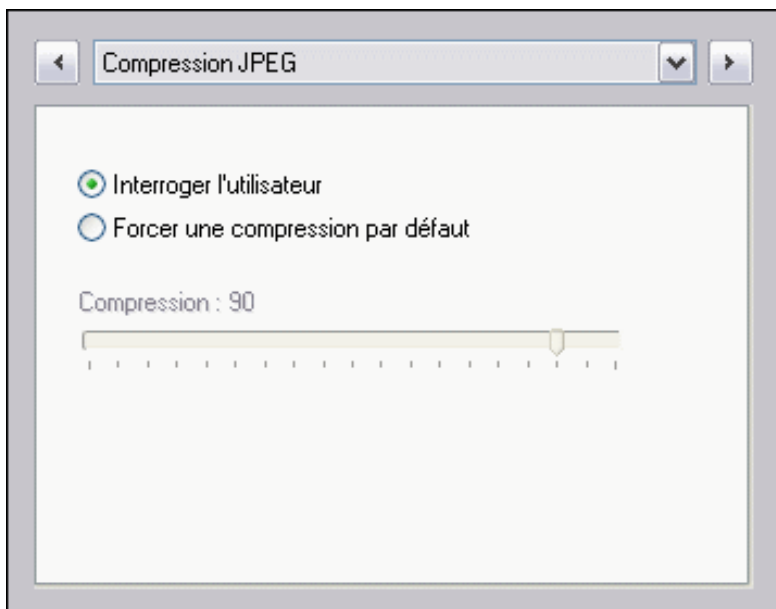 Compression JPEG
Interroger l'utilisateur
Forcer une compression par défaut
Compression : 90